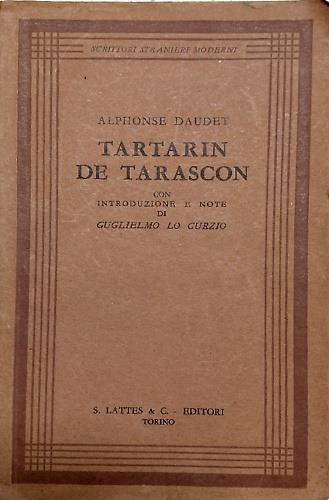 SCRITTORI STRANIERI MODERNI
ALPHONSE DAUDET
TARTARIN
DE TARASCON
CON
INTRODUZIONE E NOTE
DI
GUGLIELMO LO CURZIO
S. LATTES & C. - EDITORI
TORINO